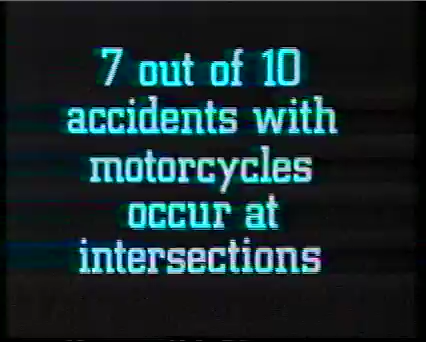 7 out of 10
accidents with
motorcycles
occur at
intersections